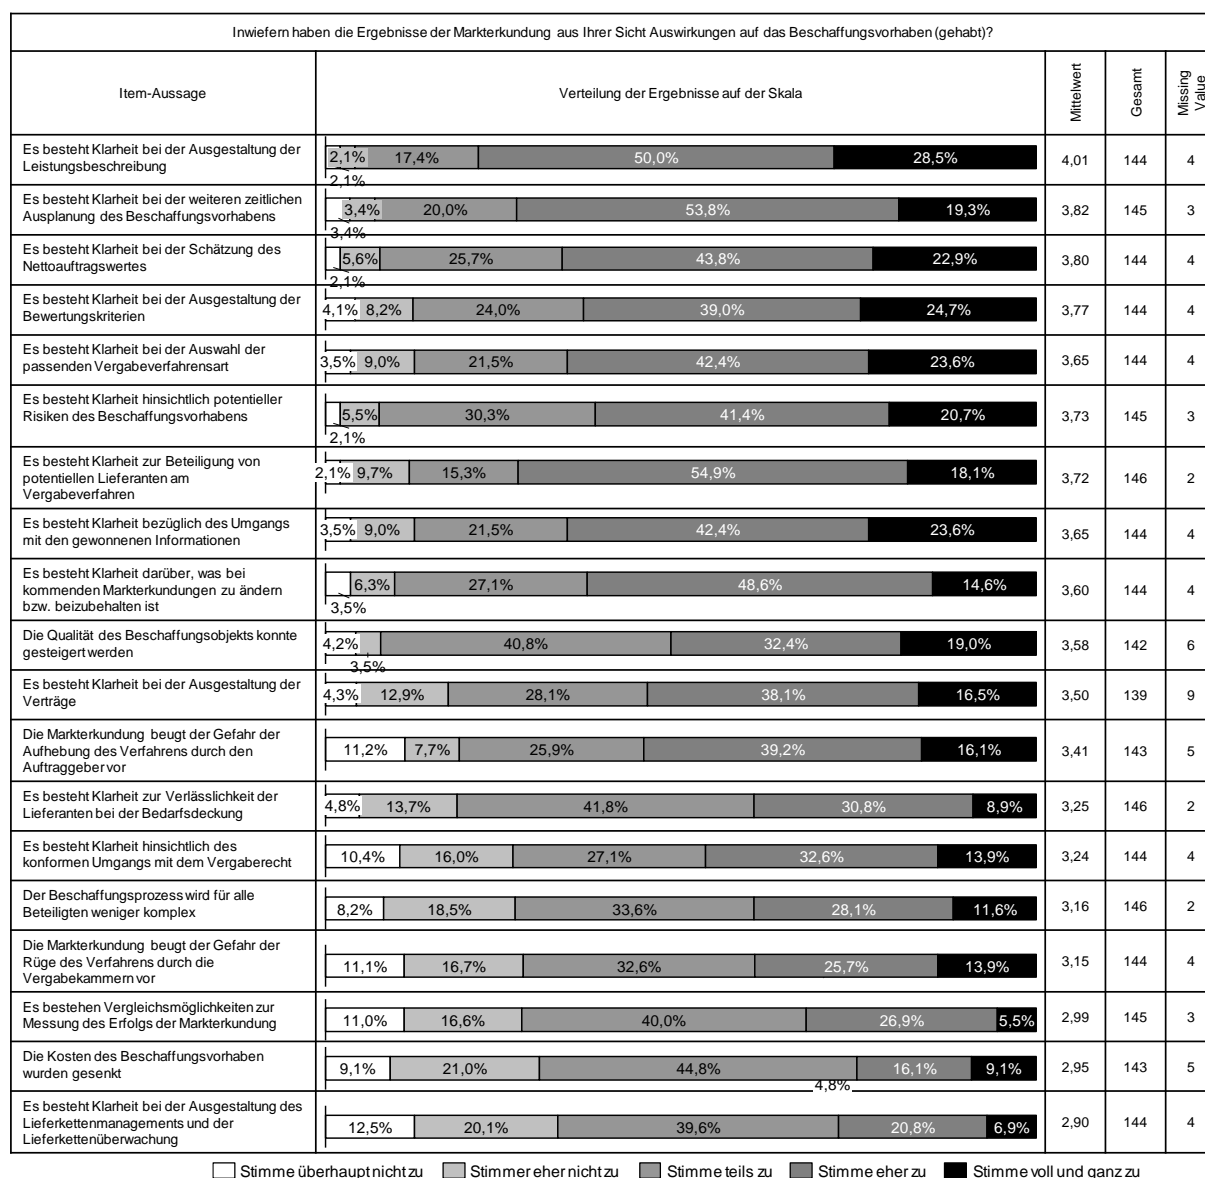 Inwiefern haben die Ergebnisse der Markterkundung aus Ihrer Sicht Auswirkungen auf das Beschaffungsvorhaben (gehabt)?
Item-Aussage
Verteilung der Ergebnisse auf der Skala
Mittelwert
Gesamt
Missing
Value
Es besteht Klarheit bei der Ausgestaltung der
Leistungsbeschreibung
2,1% 17,4% 50,0% 28,5%
2,1%
4,01 144 4
Es besteht Klarheit bei der weiteren zeitlichen
Ausplanung des Beschaffungsvorhabens
3,4% 20,0% 53,8% 19,3%
3,4%
3,82 145 3
Es besteht Klarheit bei der Schätzung des
Nettoauftragswertes
5,6% 25,7% 43,8% 22,9%
2,1%
3,80 144 4
Es besteht Klarheit bei der Ausgestaltung der
Bewertungskriterien
4,1% 8,2% 24,0% 39,0% 24,7%
3,77 144 4
Es besteht Klarheit bei der Auswahl der
passenden Vergabeverfahrensart
3,5% 9,0% 21,5% 42,4% 23,6%
3,65 144 4
Es besteht Klarheit hinsichtlich potentieller
Risiken des Beschaffungsvorhabens
5,5% 30,3% 41,4% 20,7%
2,1%
3,73 145 3
Es besteht Klarheit zur Beteiligung von
potentiellen Lieferanten am
Vergabeverfahren
2,1% 9,7% 15,3% 54,9% 18,1%
3,72 146 2
Es besteht Klarheit bezüglich des Umgangs
mit den gewonnenen Informationen
3,5% 9,0% 21,5% 42,4% 23,6%
3,65 144 4
Es besteht Klarheit darüber, was bei
kommenden Markterkundungen zu ändern
bzw. beizubehalten ist
6,3% 27,1% 48,6% 14,6%
3,5%
3,60 144 4
Die Qualität des Beschaffungsobjekts konnte
gesteigert werden
4,2% 40,8% 32,4% 19,0%
3,5%
3,58 142 6
Es besteht Klarheit bei der Ausgestaltung der
Verträge
4,3% 12,9% 28,1% 38,1% 16,5%
3,50 139 9
Die Markterkundung beugt der Gefahr der
Aufhebung des Verfahrens durch den
Auftraggeber vor
11,2% 7,7% 25,9% 39,2% 16,1%
3,41 143 5
Es besteht Klarheit zur Verlässlichkeit der
Lieferanten bei der Bedarfsdeckung
4,8% 13,7% 41,8% 30,8% 8,9%
3,25 146 2
Es besteht Klarheit hinsichtlich des
konformen Umgangs mit dem Vergaberecht
10,4% 16,0% 27,1% 32,6% 13,9%
3,24 144 4
Der Beschaffungsprozess wird für alle
Beteiligten weniger komplex
8,2% 18,5% 33,6% 28,1% 11,6%
3,16 146 2
Die Markterkundung beugt der Gefahr der
Rüge des Verfahrens durch die
Vergabekammern vor
11,1% 16,7% 32,6% 25,7% 13,9%
3,15 144 4
Es bestehen Vergleichsmöglichkeiten zur
Messung des Erfolgs der Markterkundung
11,0% 16,6% 40,0% 26,9% 5,5%
2,99 145 3
Die Kosten des Beschaffungsvorhaben
wurden gesenkt
9,1% 21,0% 44,8% 16,1% 9,1%
4,8%
2,95 143 5
Es besteht Klarheit bei der Ausgestaltung des
Lieferkettenmanagements und der
Lieferkettenüberwachung
12,5% 20,1% 39,6% 20,8% 6,9%
2,90 144 4
Stimme überhaupt nicht zu Stimmer eher nicht zu Stimme teils zu Stimme eher zu Stimme voll und ganz zu